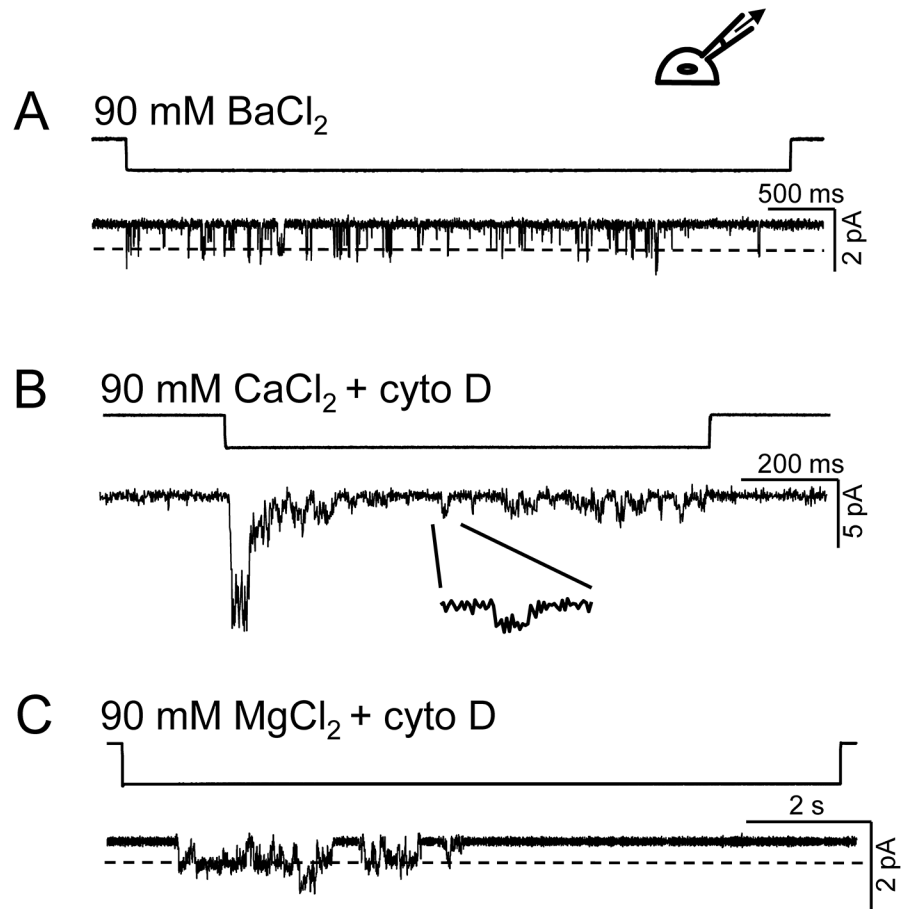 A
90 mM BaCl₂
500 ms
2 pA
B
90 mM CaCl₂ + cyto D
200 ms
5 pA
C
90 mM MgCl₂ + cyto D
2 s
2 pA